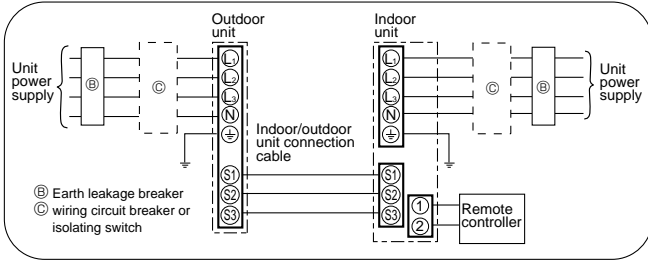 Outdoor
unit
Indoor
unit
Unit
power
supply
Ⓑ
Ⓒ
L₁
L₂
L₃
N
S1
S2
S3
Indoor/outdoor
unit connection
cable
L₁
L₂
L₃
N
S1
S2
S3
1
2
Remote
controller
Ⓒ
Ⓑ
Unit
power
supply
Ⓑ Earth leakage breaker
Ⓒ wiring circuit breaker or
isolating switch